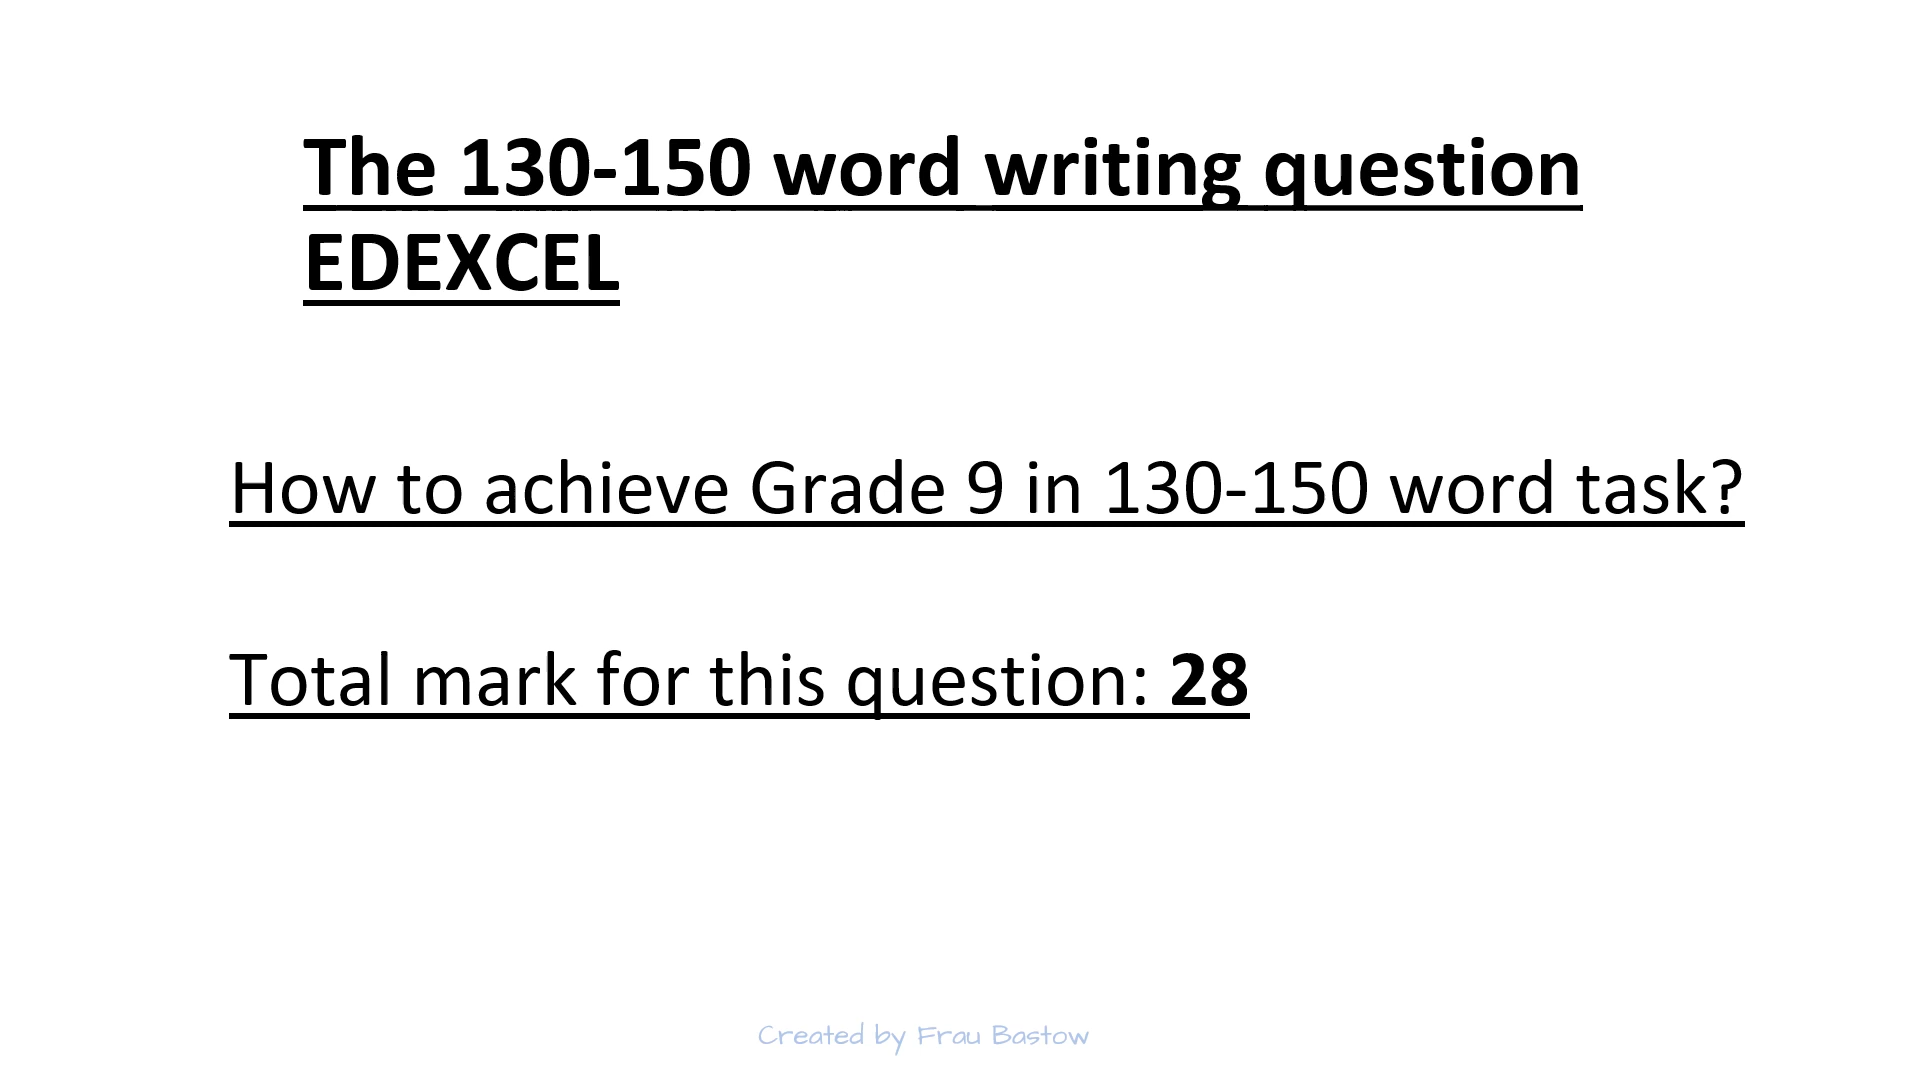 The 130-150 word writing question
EDEXCEL
How to achieve Grade 9 in 130-150 word task?
Total mark for this question: 28
Created by Frau Bastow